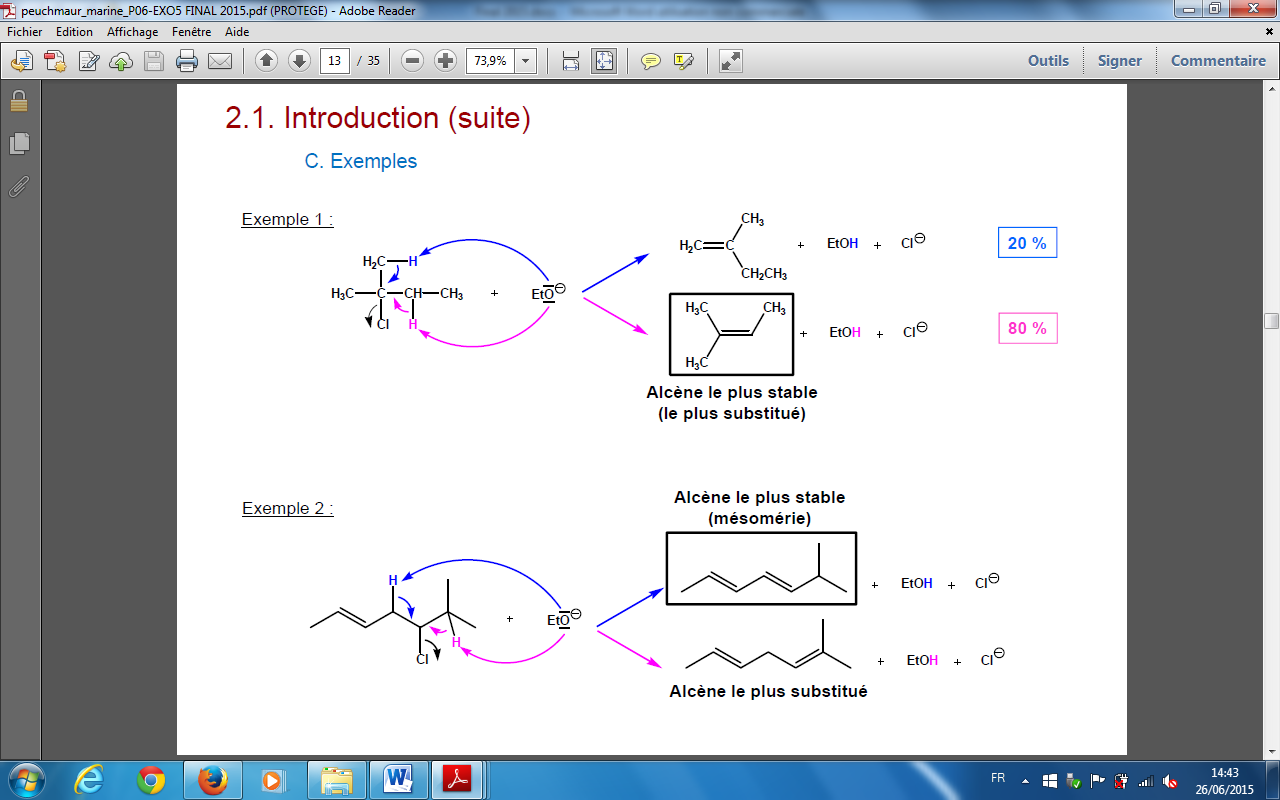 peuchmaur_marine_P06-EXO5 FINAL 2015.pdf (PROTEGE) - Adobe Reader
Fichier Edition Affichage Fenêtre Aide
13 / 35 73,9% Outils Signer Commentaire
2.1. Introduction (suite)
C. Exemples
Exemple 1 :
H2C—H
H3C—C—CH—CH3 + EtO⊖
Cl H
CH3
H2C=C + EtOH + Cl⊖ 20 %
CH2CH3
H3C CH3
+ EtOH + Cl⊖ 80 %
H3C
Alcène le plus stable
(le plus substitué)
Exemple 2 :
Alcène le plus stable
(mésomérie)
H
+ EtO⊖
Cl H
+ EtOH + Cl⊖
+ EtOH + Cl⊖
Alcène le plus substitué
FR 14:43
26/06/2015